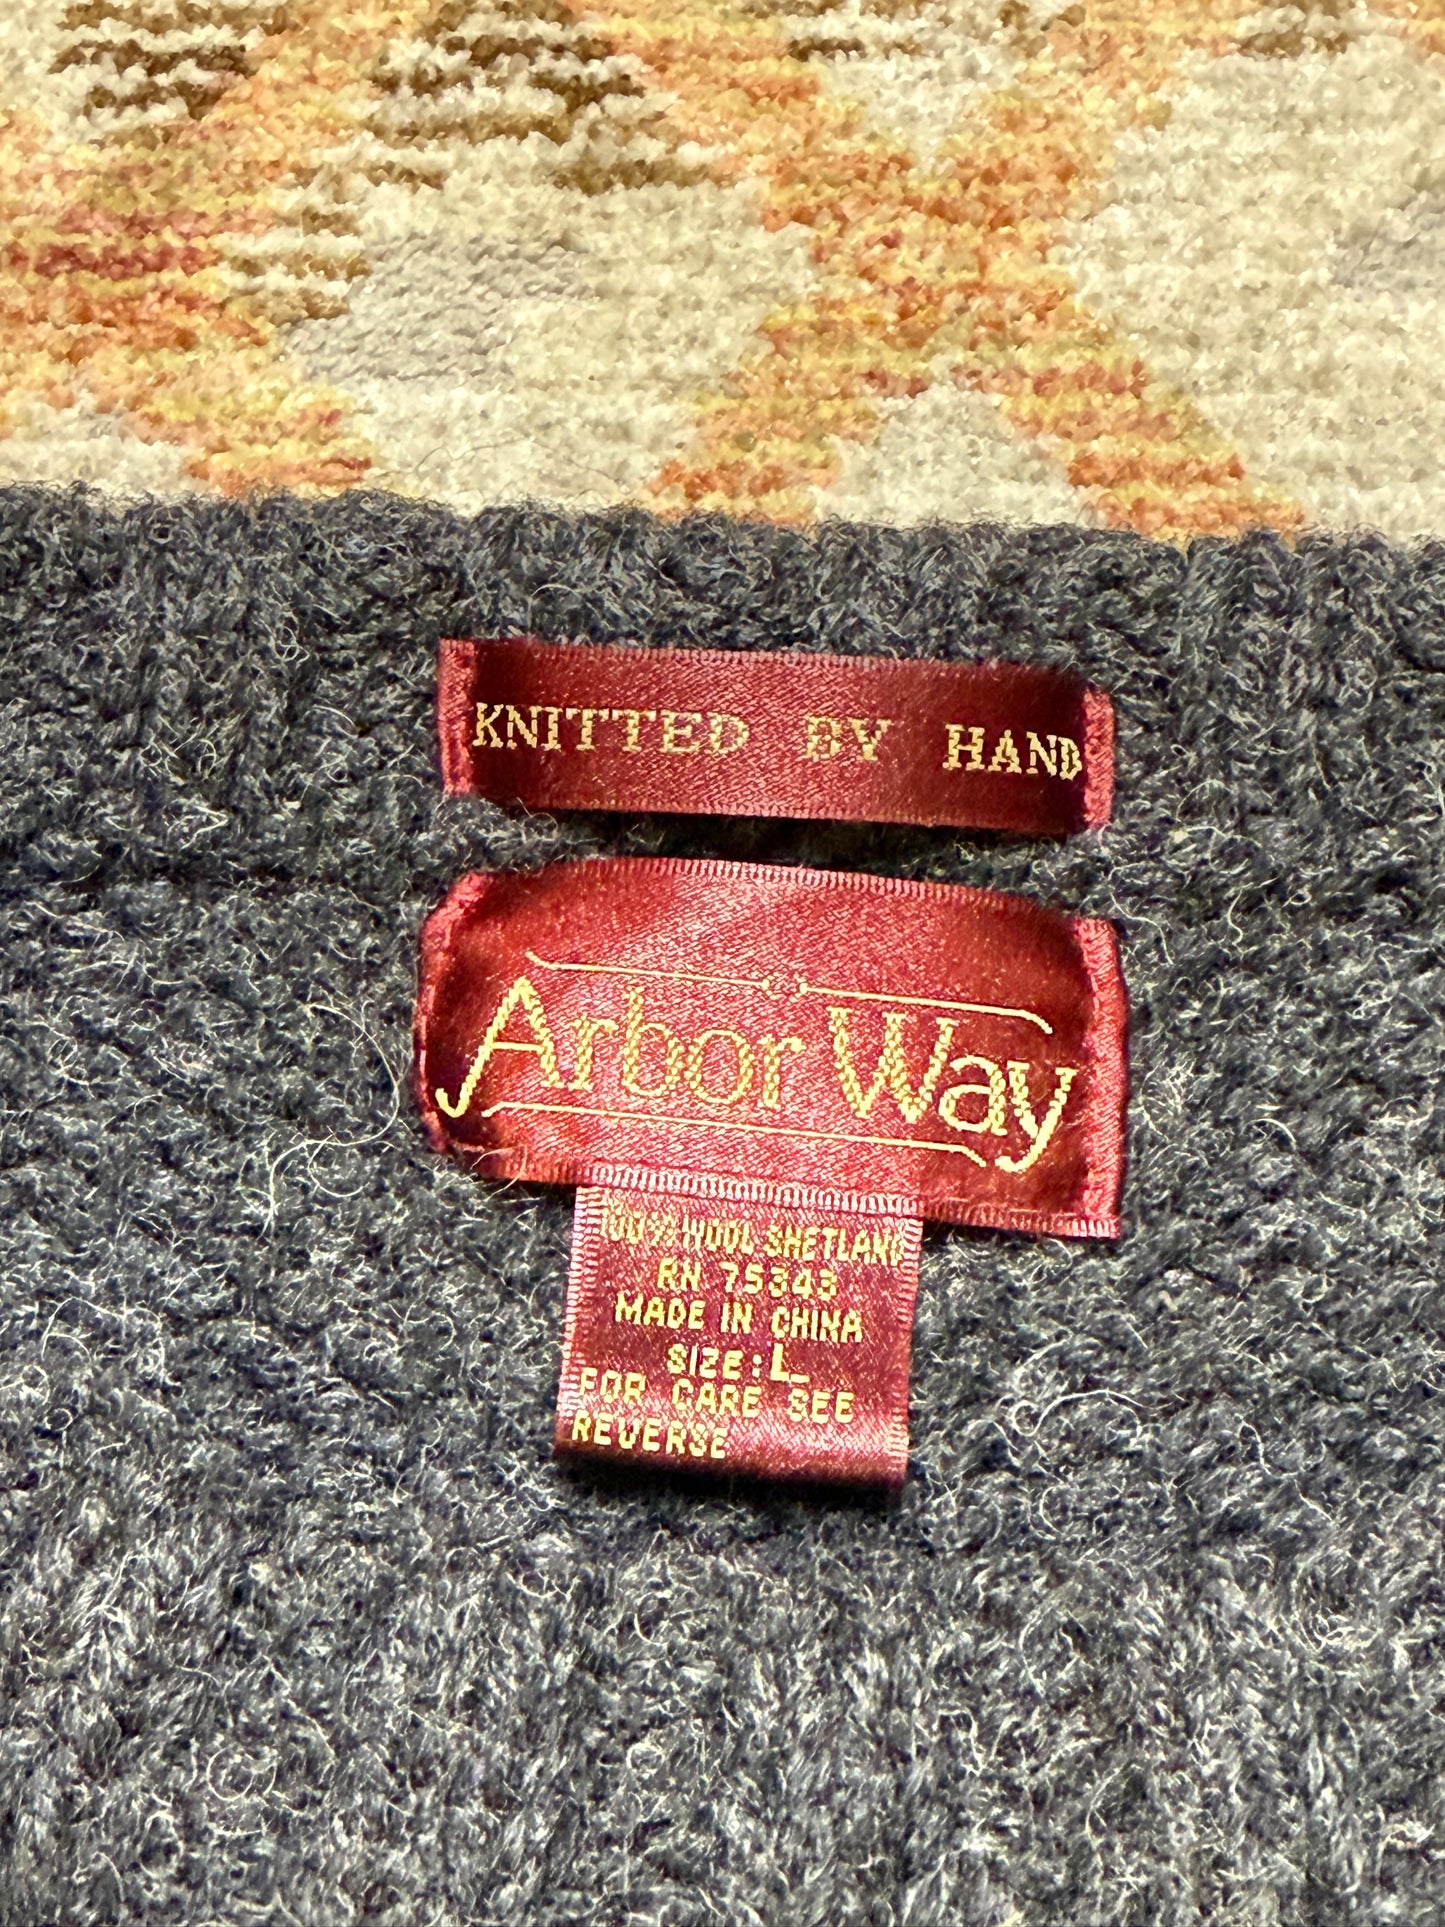 KNITTED BY HAND
Arbor Way
100% WOOL SHETLAND
RN 75343
MADE IN CHINA
SIZE: L
FOR CARE SEE
REVERSE